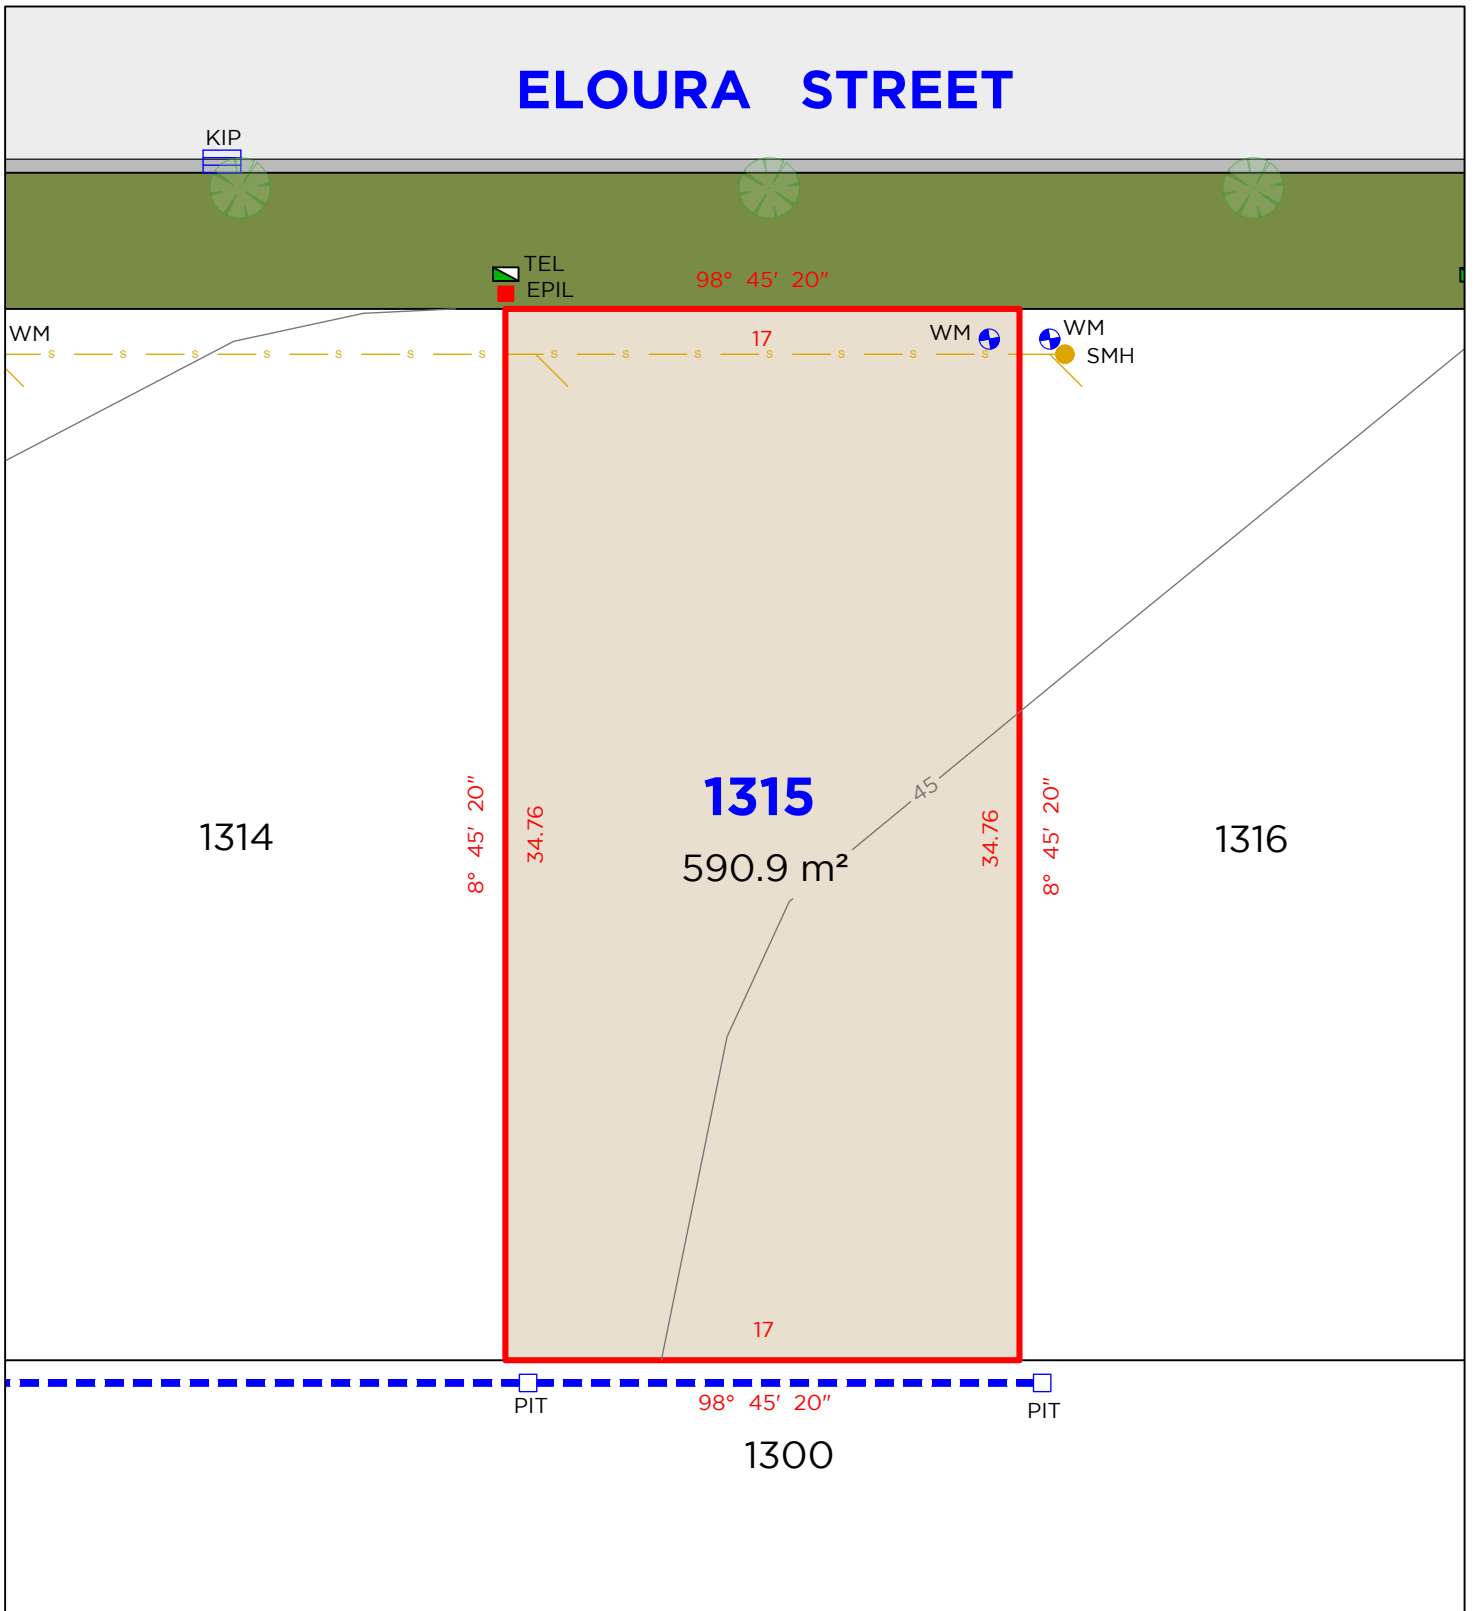 ELOURA STREET
KIP
TEL
EPIL
98° 45' 20"
WM
17
WM
WM
SMH
s s s s s s s s s s s s s s
45
1315
590.9 m²
1314
8° 45' 20"
34.76
34.76
8° 45' 20"
1316
17
PIT
98° 45' 20"
PIT
1300